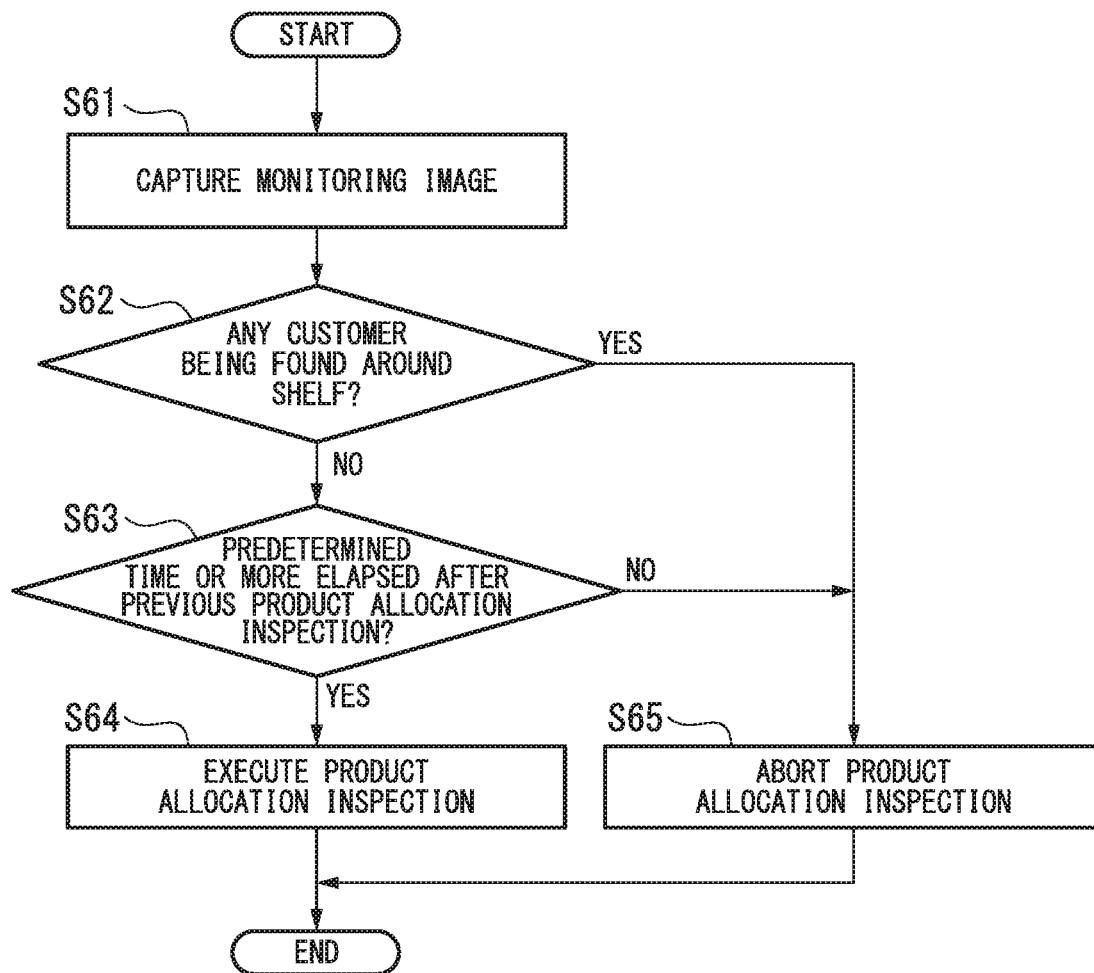 START
S61
CAPTURE MONITORING IMAGE
S62
ANY CUSTOMER
BEING FOUND AROUND
SHELF?
YES
NO
S63
PREDETERMINED
TIME OR MORE ELAPSED AFTER
PREVIOUS PRODUCT ALLOCATION
INSPECTION?
NO
YES
S64
EXECUTE PRODUCT
ALLOCATION INSPECTION
S65
ABORT PRODUCT
ALLOCATION INSPECTION
END